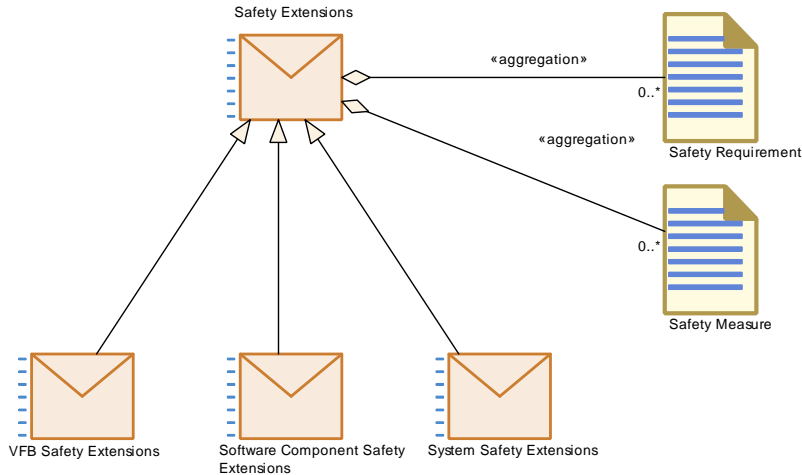 Safety Extensions
«aggregation»
0..*
Safety Requirement
«aggregation»
0..*
Safety Measure
VFB Safety Extensions
Software Component Safety
Extensions
System Safety Extensions